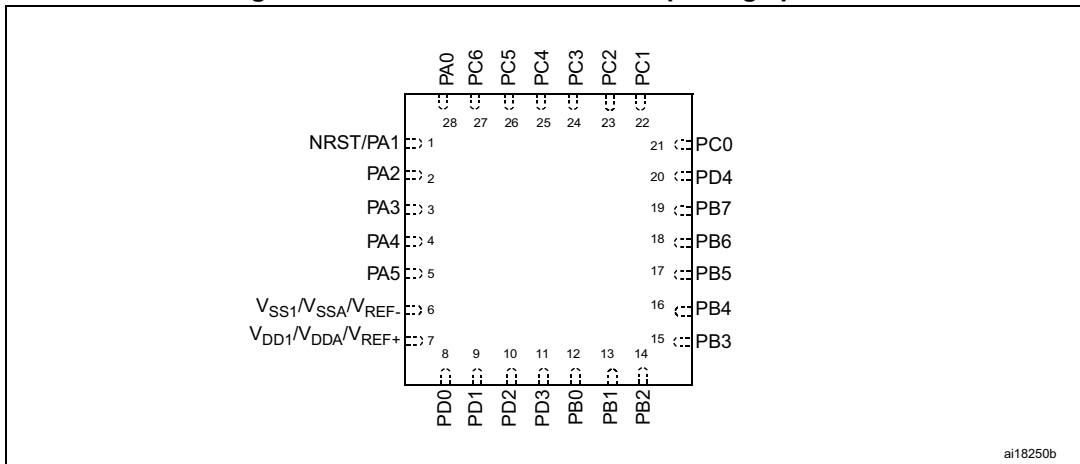 PA0 PC6 PC5 PC4 PC3 PC2 PC1
28 27 26 25 24 23 22
NRST/PA1 1 21 PC0
PA2 2 20 PD4
PA3 3 19 PB7
PA4 4 18 PB6
PA5 5 17 PB5
VSS1/VSSA/VREF- 6 16 PB4
VDD1/VDDA/VREF+ 7 15 PB3
8 9 10 11 12 13 14
PD0 PD1 PD2 PD3 PB0 PB1 PB2
ai18250b